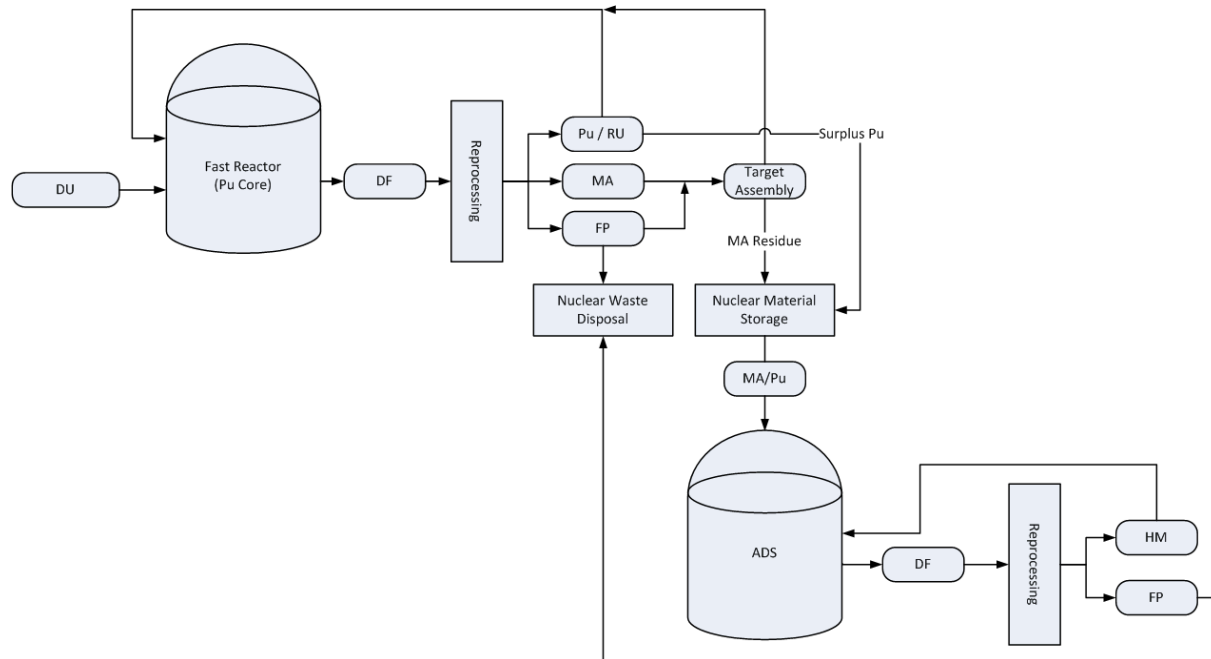 Pu / RU
Surplus Pu
Fast Reactor
(Pu Core)
Reprocessing
DU
DF
MA
Target
Assembly
FP
MA Residue
Nuclear Waste
Disposal
Nuclear Material
Storage
MA/Pu
ADS
DF
Reprocessing
HM
FP